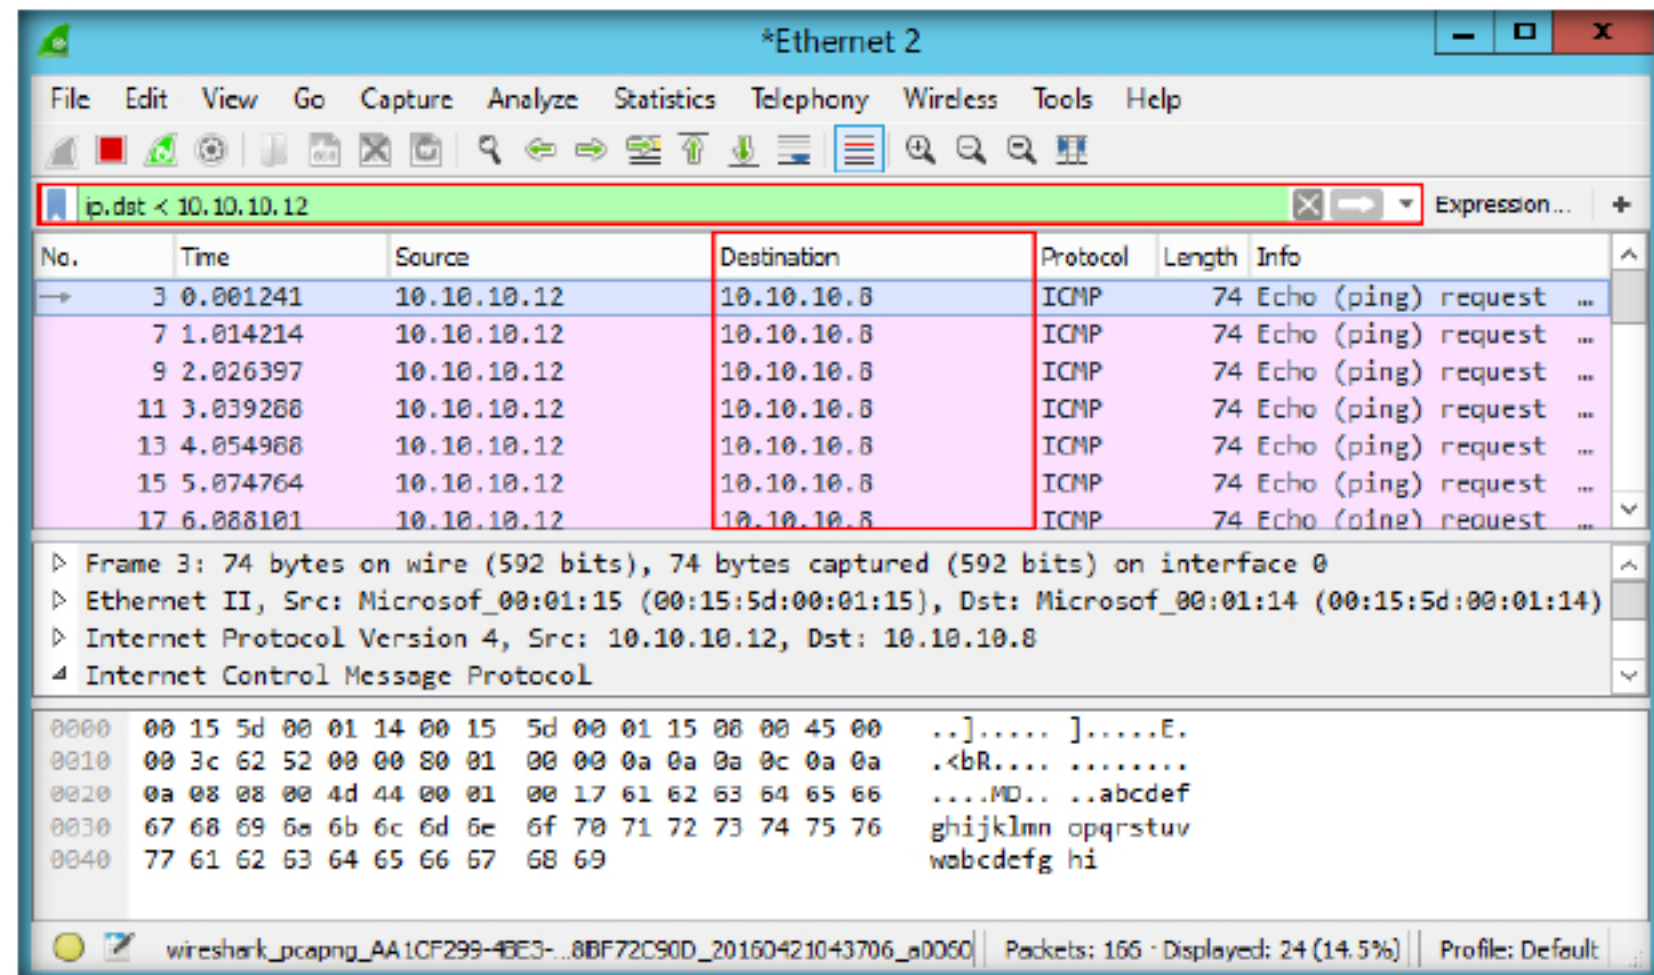 *Ethernet 2
File Edit View Go Capture Analyze Statistics Telephony Wireless Tools Help
ip.dst < 10.10.10.12 Expression... +
No. Time Source Destination Protocol Length Info
3 0.001241 10.10.10.12 10.10.10.8 ICMP 74 Echo (ping) request ...
7 1.014214 10.10.10.12 10.10.10.8 ICMP 74 Echo (ping) request ...
9 2.026397 10.10.10.12 10.10.10.8 ICMP 74 Echo (ping) request ...
11 3.039288 10.10.10.12 10.10.10.8 ICMP 74 Echo (ping) request ...
13 4.054988 10.10.10.12 10.10.10.8 ICMP 74 Echo (ping) request ...
15 5.074764 10.10.10.12 10.10.10.8 ICMP 74 Echo (ping) request ...
17 6.088101 10.10.10.12 10.10.10.8 ICMP 74 Echo (ping) request ...
Frame 3: 74 bytes on wire (592 bits), 74 bytes captured (592 bits) on interface 0
Ethernet II, Src: Microsof_00:01:15 (00:15:5d:00:01:15), Dst: Microsof_00:01:14 (00:15:5d:00:01:14)
Internet Protocol Version 4, Src: 10.10.10.12, Dst: 10.10.10.8
Internet Control Message Protocol
0000 00 15 5d 00 01 14 00 15 5d 00 01 15 08 00 45 00 ..]..... ].....E.
0010 00 3c 62 52 00 00 80 01 00 00 0a 0a 0a 0c 0a 0a .<bR.... ........
0020 0a 08 08 00 4d 44 00 01 00 17 61 62 63 64 65 66 ....MD.. ..abcdef
0030 67 68 69 6a 6b 6c 6d 6e 6f 70 71 72 73 74 75 76 ghijklmn opqrstuv
0040 77 61 62 63 64 65 66 67 68 69 wabcdefg hi
wireshark_pcapng_AA1CF299-4BE3-...8BF72C90D_20160421043706_a0060 Packets: 166 · Displayed: 24 (14.5%) Profile: Default